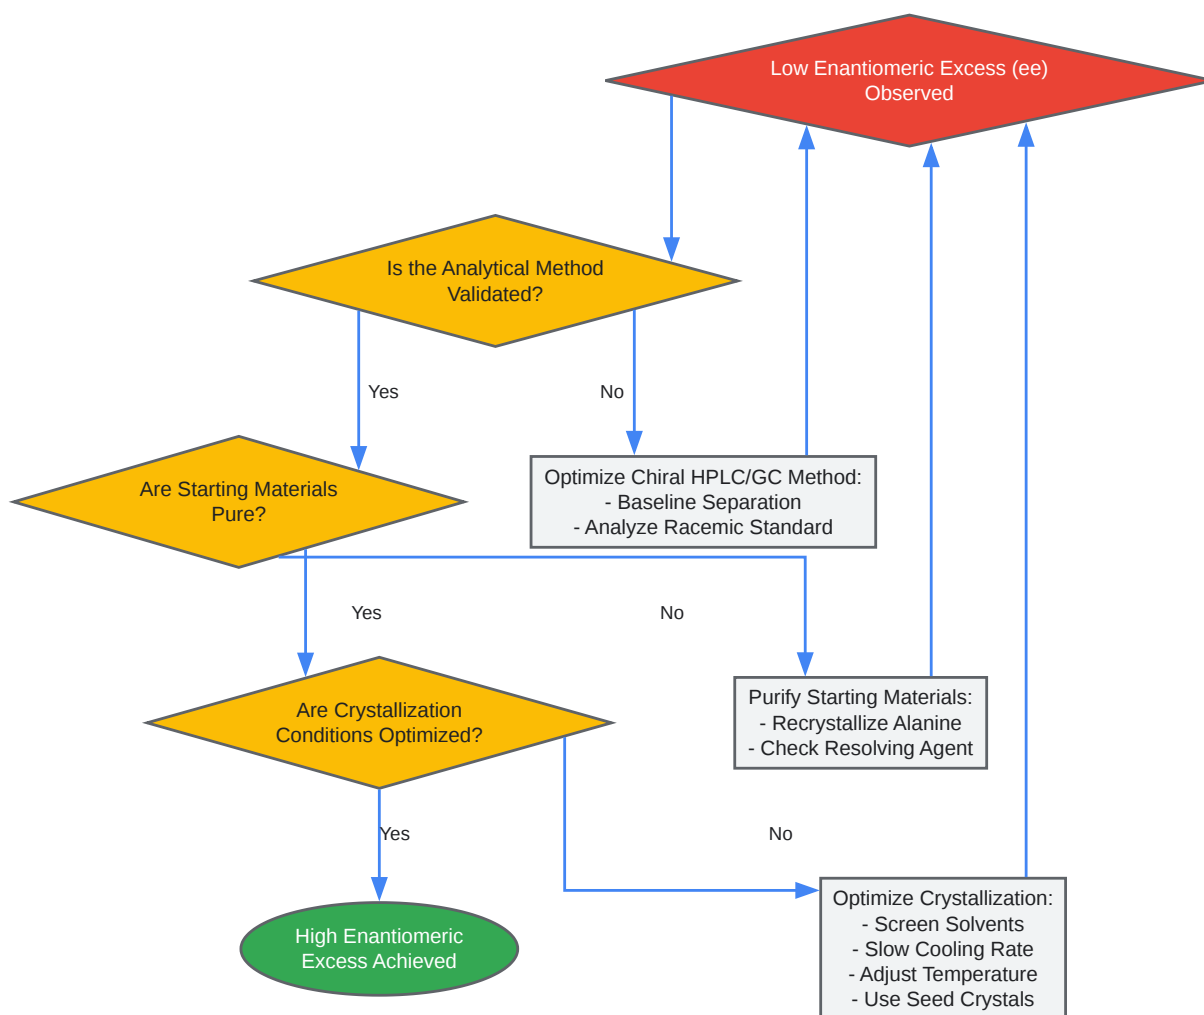 Low Enantiomeric Excess (ee)
Observed
Is the Analytical Method
Validated?
Yes
No
Optimize Chiral HPLC/GC Method:
- Baseline Separation
- Analyze Racemic Standard
Are Starting Materials
Pure?
Yes
No
Purify Starting Materials:
- Recrystallize Alanine
- Check Resolving Agent
Are Crystallization
Conditions Optimized?
Yes
No
Optimize Crystallization:
- Screen Solvents
- Slow Cooling Rate
- Adjust Temperature
- Use Seed Crystals
High Enantiomeric
Excess Achieved